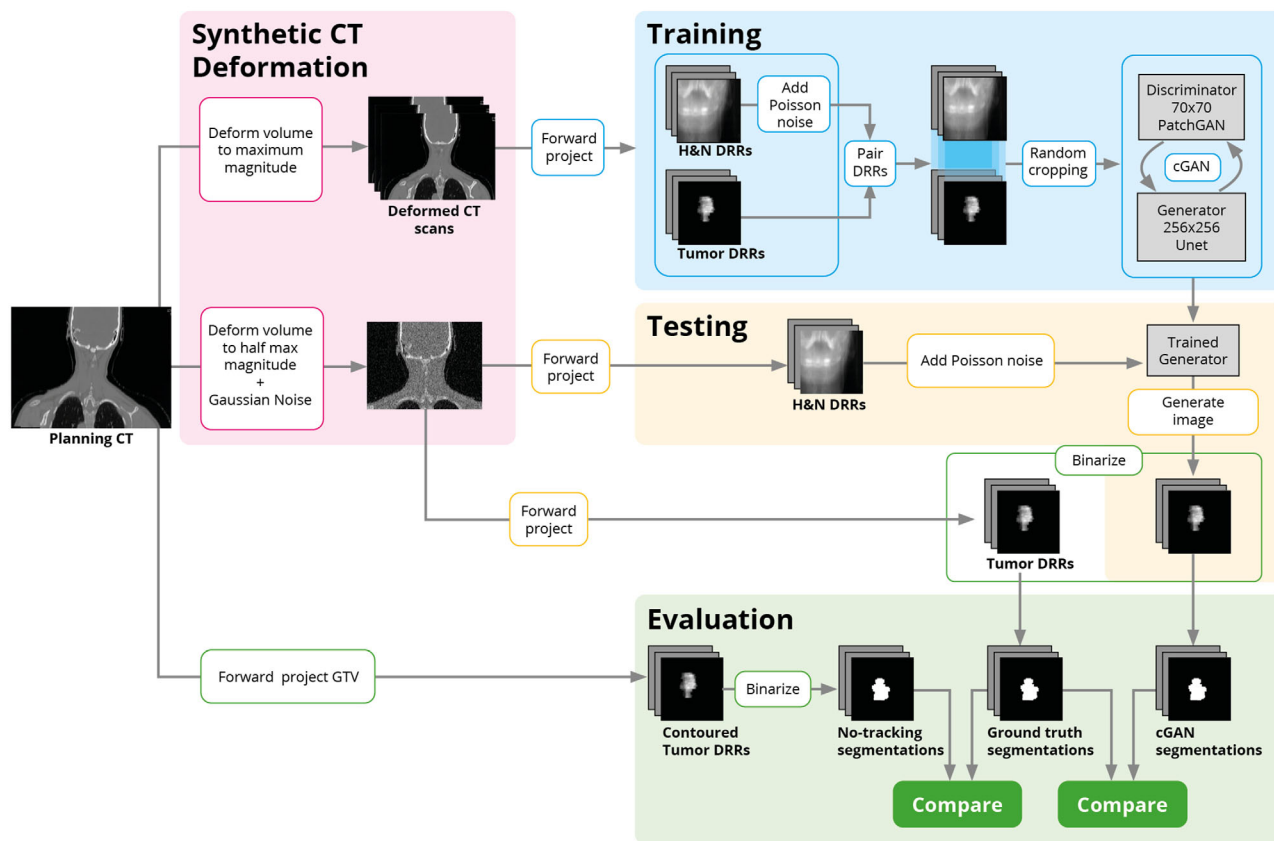 Synthetic CT
Deformation
Deform volume
to maximum
magnitude
Deformed CT
scans
Forward
project
Training
H&N DRRs
Add
Poisson
noise
Tumor DRRs
Pair
DRRs
Random
cropping
Discriminator
70x70
PatchGAN
cGAN
Generator
256x256
Unet
Planning CT
Deform volume
to half max
magnitude
+
Gaussian Noise
Forward
project
Testing
H&N DRRs
Add Poisson noise
Trained
Generator
Generate
image
Binarize
Forward
project
Tumor DRRs
Evaluation
Forward project GTV
Contoured
Tumor DRRs
Binarize
No-tracking
segmentations
Ground truth
segmentations
cGAN
segmentations
Compare
Compare